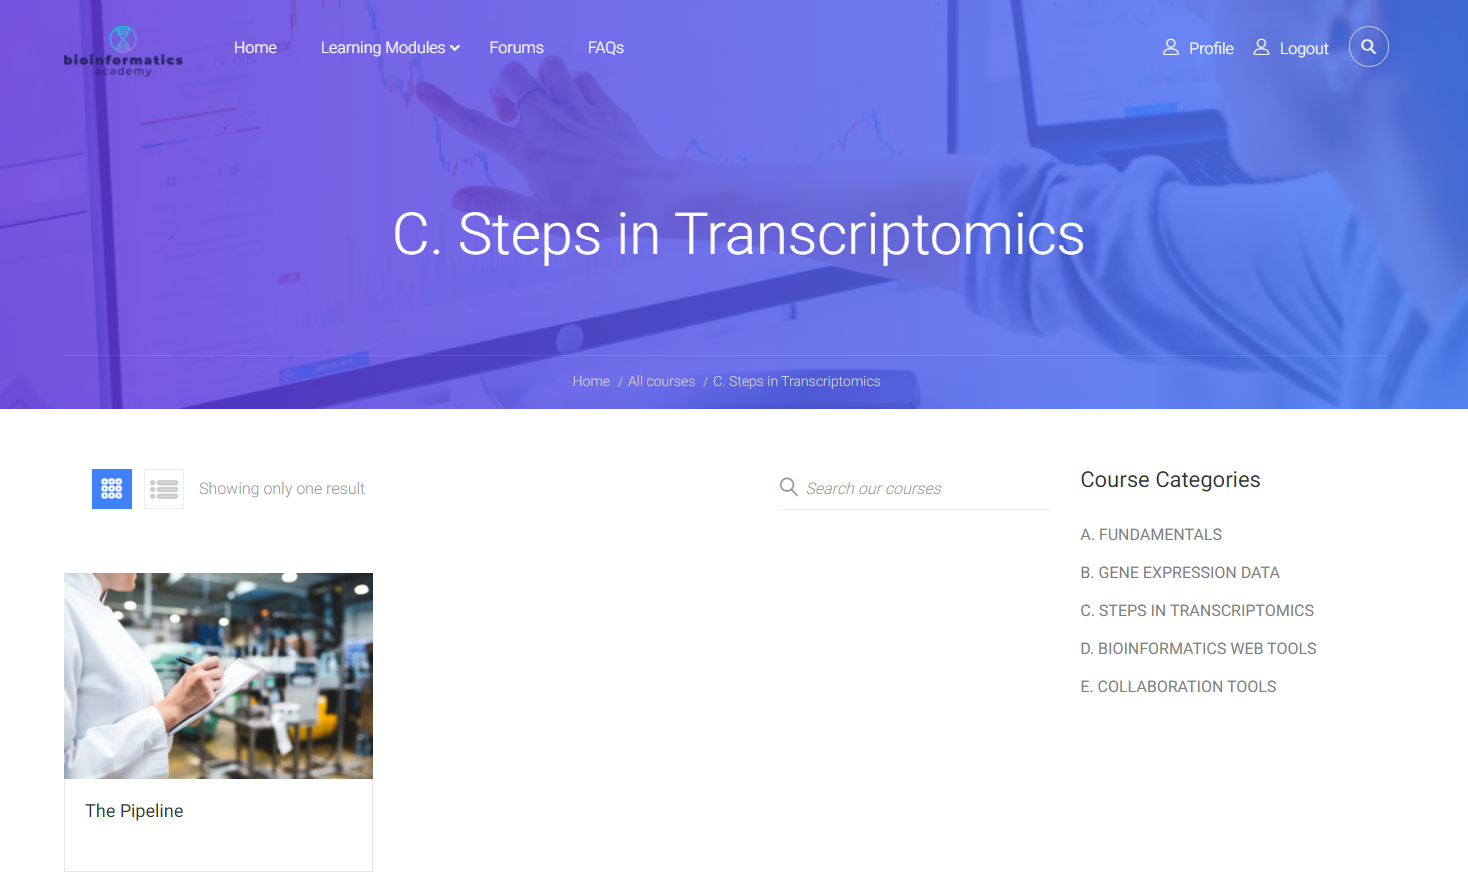 bioinformatics
academy
Home
Learning Modules
Forums
FAQs
Profile
Logout
C. Steps in Transcriptomics
Home / All courses / C. Steps in Transcriptomics
Showing only one result
Search our courses
Course Categories
A. FUNDAMENTALS
B. GENE EXPRESSION DATA
C. STEPS IN TRANSCRIPTOMICS
D. BIOINFORMATICS WEB TOOLS
E. COLLABORATION TOOLS
The Pipeline